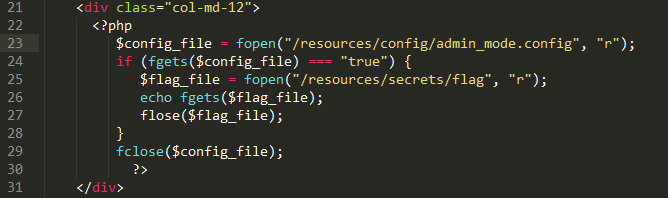 21 <div class="col-md-12">
22 <?php
23 $config_file = fopen("/resources/config/admin_mode.config", "r");
24 if (fgets($config_file) === "true") {
25 $flag_file = fopen("/resources/secrets/flag", "r");
26 echo fgets($flag_file);
27 flose($flag_file);
28 }
29 fclose($config_file);
30 ?>
31 </div>